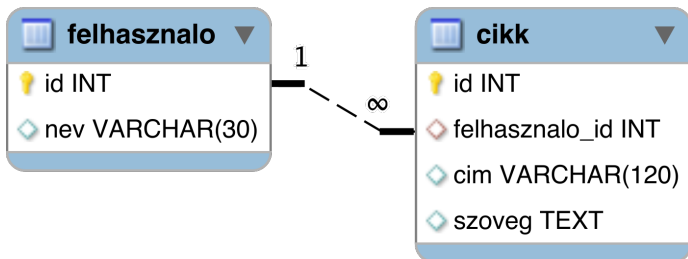 felhasznalo
id INT
nev VARCHAR(30)
1
∞
cikk
id INT
felhasznalo_id INT
cim VARCHAR(120)
szoveg TEXT